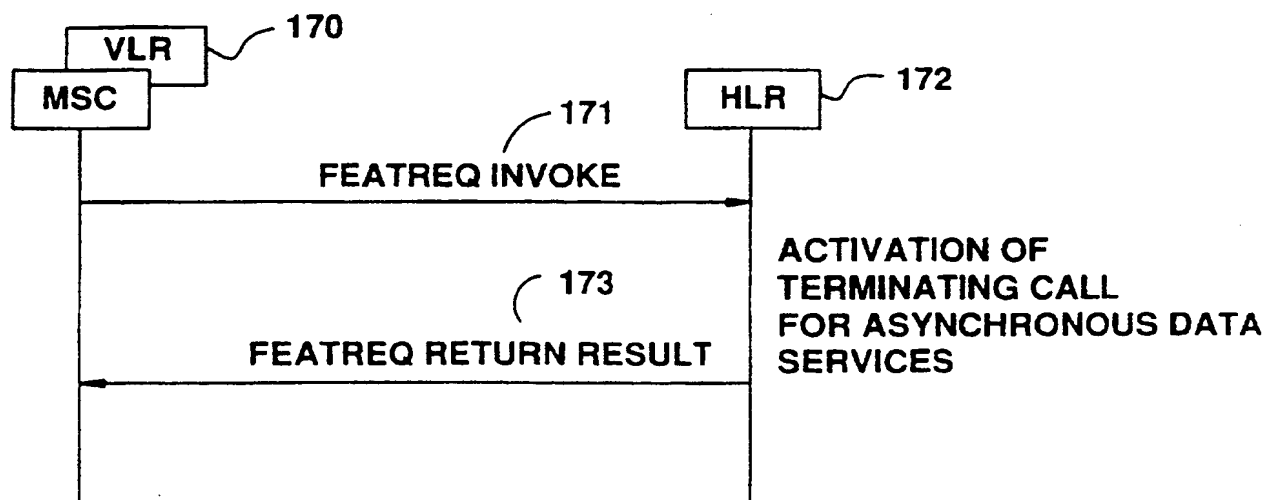 VLR
170
MSC
HLR
172
171
FEATREQ INVOKE
ACTIVATION OF
TERMINATING CALL
FOR ASYNCHRONOUS DATA
SERVICES
173
FEATREQ RETURN RESULT